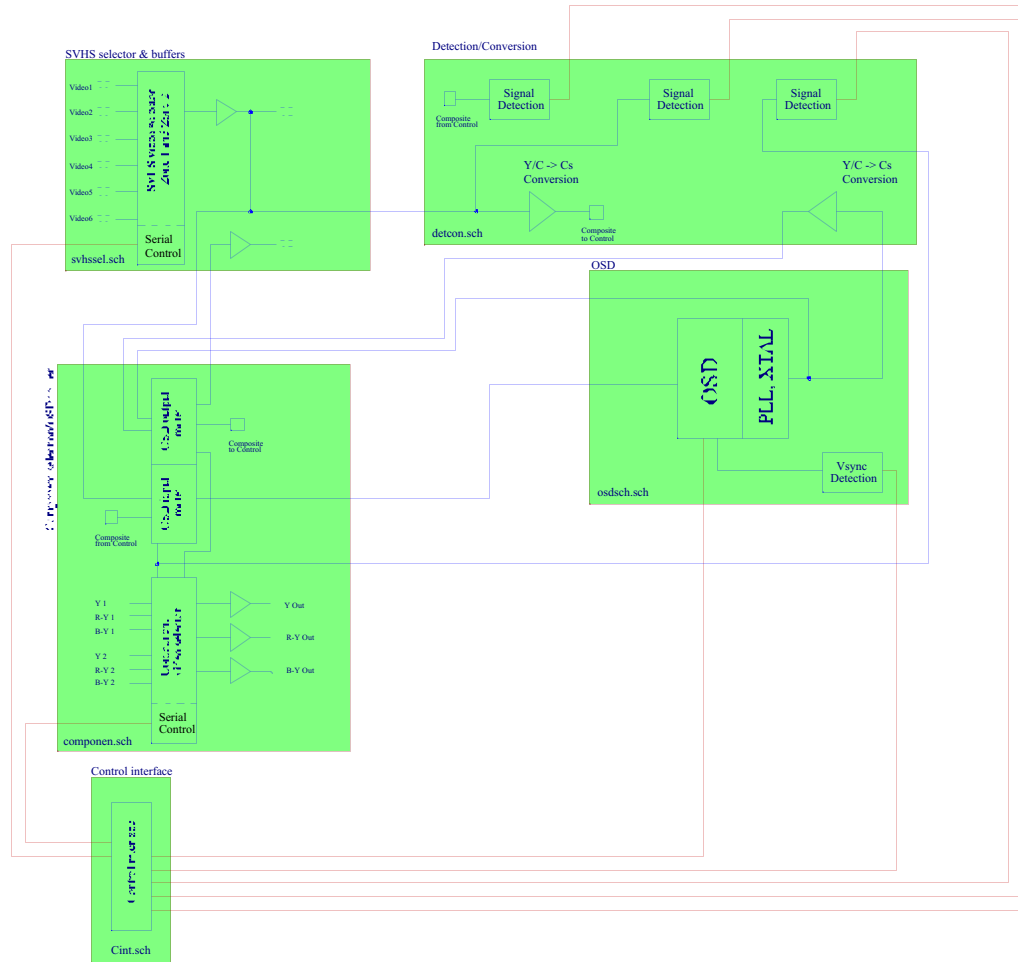 SVHS selector & buffers
Video1
Video2
Video3
Video4
Video5
Video6
Serial
Control
svhssel.sch
Detection/Conversion
Signal
Detection
Signal
Detection
Signal
Detection
Composite
from Control
Y/C -> Cs
Conversion
Y/C -> Cs
Conversion
Composite
to Control
detcon.sch
OSD
OSD
PLL, XTAL
Vsync
Detection
osdsch.sch
Composite
to Control
Composite
from Control
Y 1
R-Y 1
B-Y 1
Y 2
R-Y 2
B-Y 2
Y Out
R-Y Out
B-Y Out
Serial
Control
componen.sch
Control interface
Cint.sch